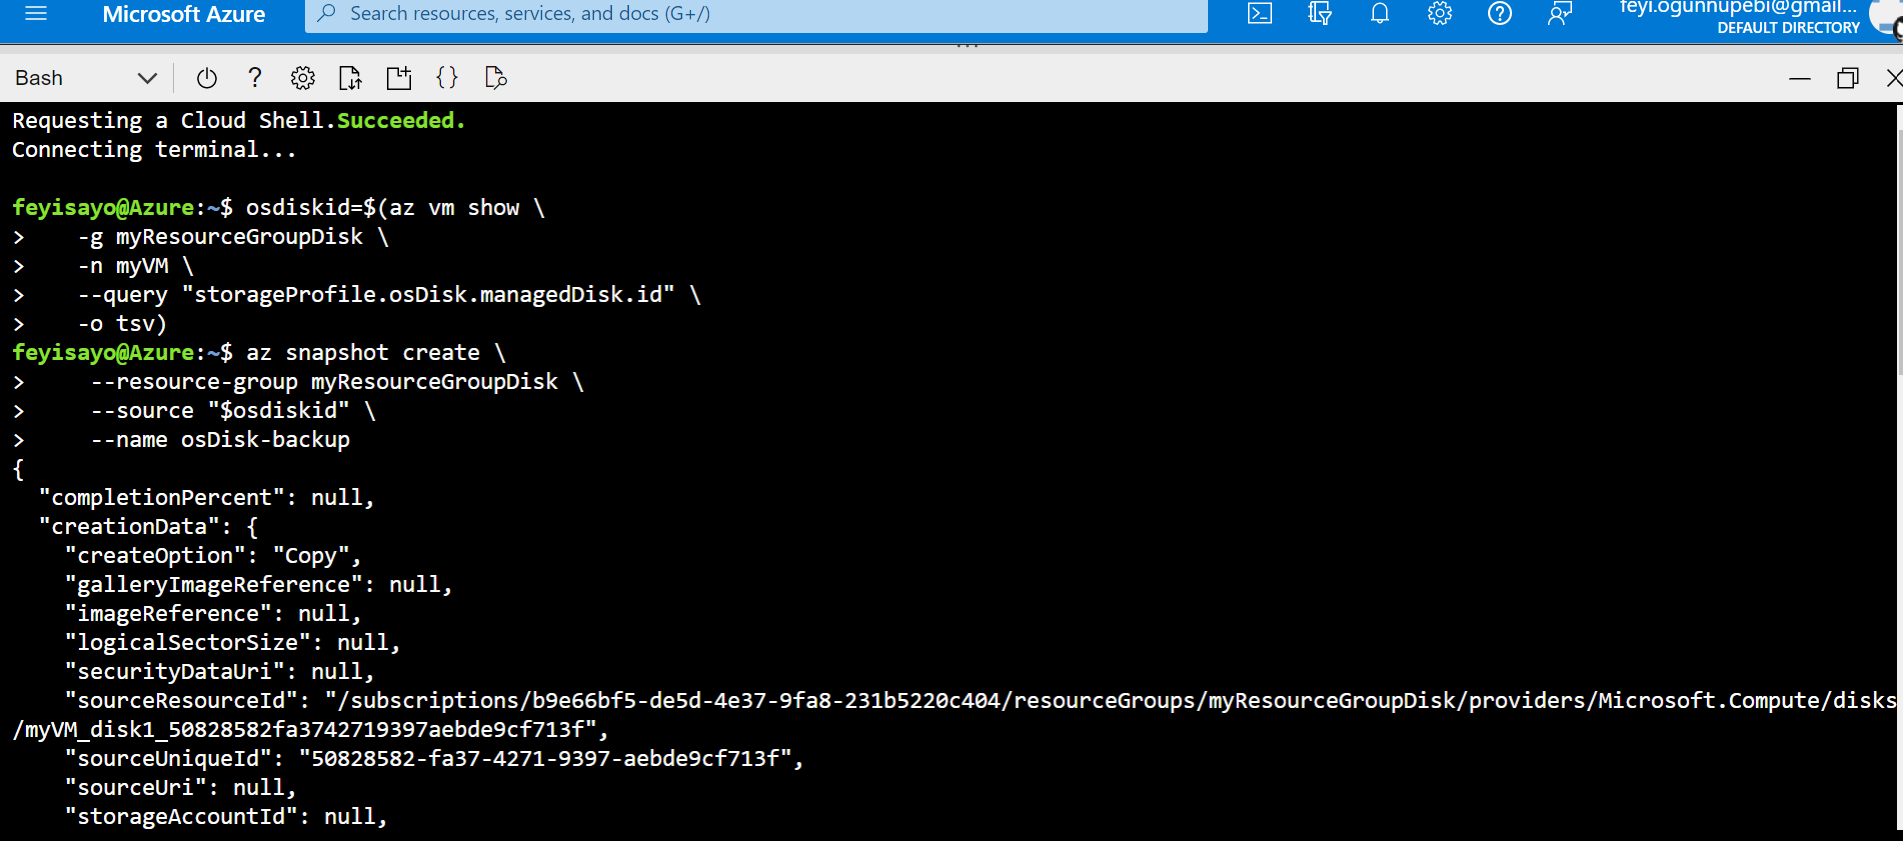 Microsoft Azure
Search resources, services, and docs (G+/)
feyi.ogunnupebi@gmail...
DEFAULT DIRECTORY
Bash
Requesting a Cloud Shell.Succeeded.
Connecting terminal...
feyisayo@Azure:~$ osdiskid=$(az vm show \
>    -g myResourceGroupDisk \
>    -n myVM \
>    --query "storageProfile.osDisk.managedDisk.id" \
>    -o tsv)
feyisayo@Azure:~$ az snapshot create \
>     --resource-group myResourceGroupDisk \
>     --source "$osdiskid" \
>     --name osDisk-backup
{
  "completionPercent": null,
  "creationData": {
    "createOption": "Copy",
    "galleryImageReference": null,
    "imageReference": null,
    "logicalSectorSize": null,
    "securityDataUri": null,
    "sourceResourceId": "/subscriptions/b9e66bf5-de5d-4e37-9fa8-231b5220c404/resourceGroups/myResourceGroupDisk/providers/Microsoft.Compute/disks
/myVM_disk1_50828582fa3742719397aebde9cf713f",
    "sourceUniqueId": "50828582-fa37-4271-9397-aebde9cf713f",
    "sourceUri": null,
    "storageAccountId": null,